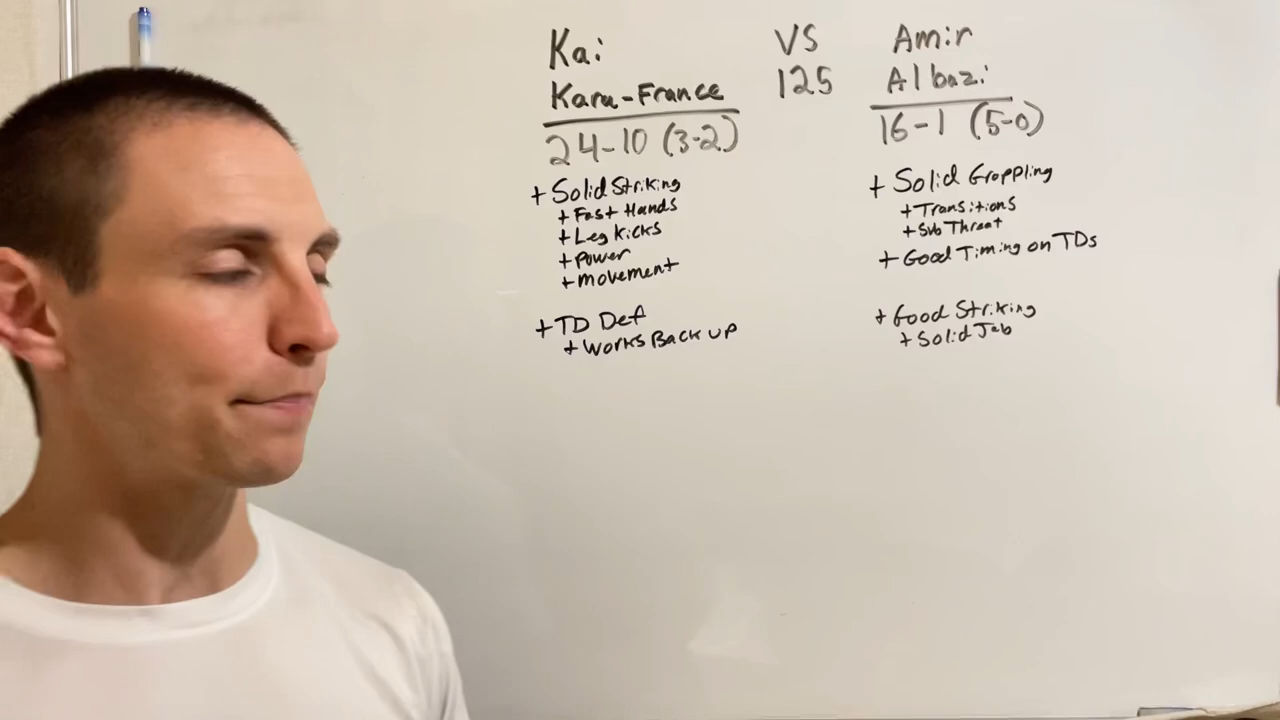 Kai
Kara-France
24-10 (3-2)
+ Solid Striking
+ Fast Hands
+ Leg Kicks
+ Power
+ movement
+ TD Def
+ Works Back up
VS
125
Amir
Albazi
16-1 (5-0)
+ Solid Grappling
+ Transitions
+ Sub Threat
+ Good Timing on TDs
+ Good Striking
+ Solid Jab